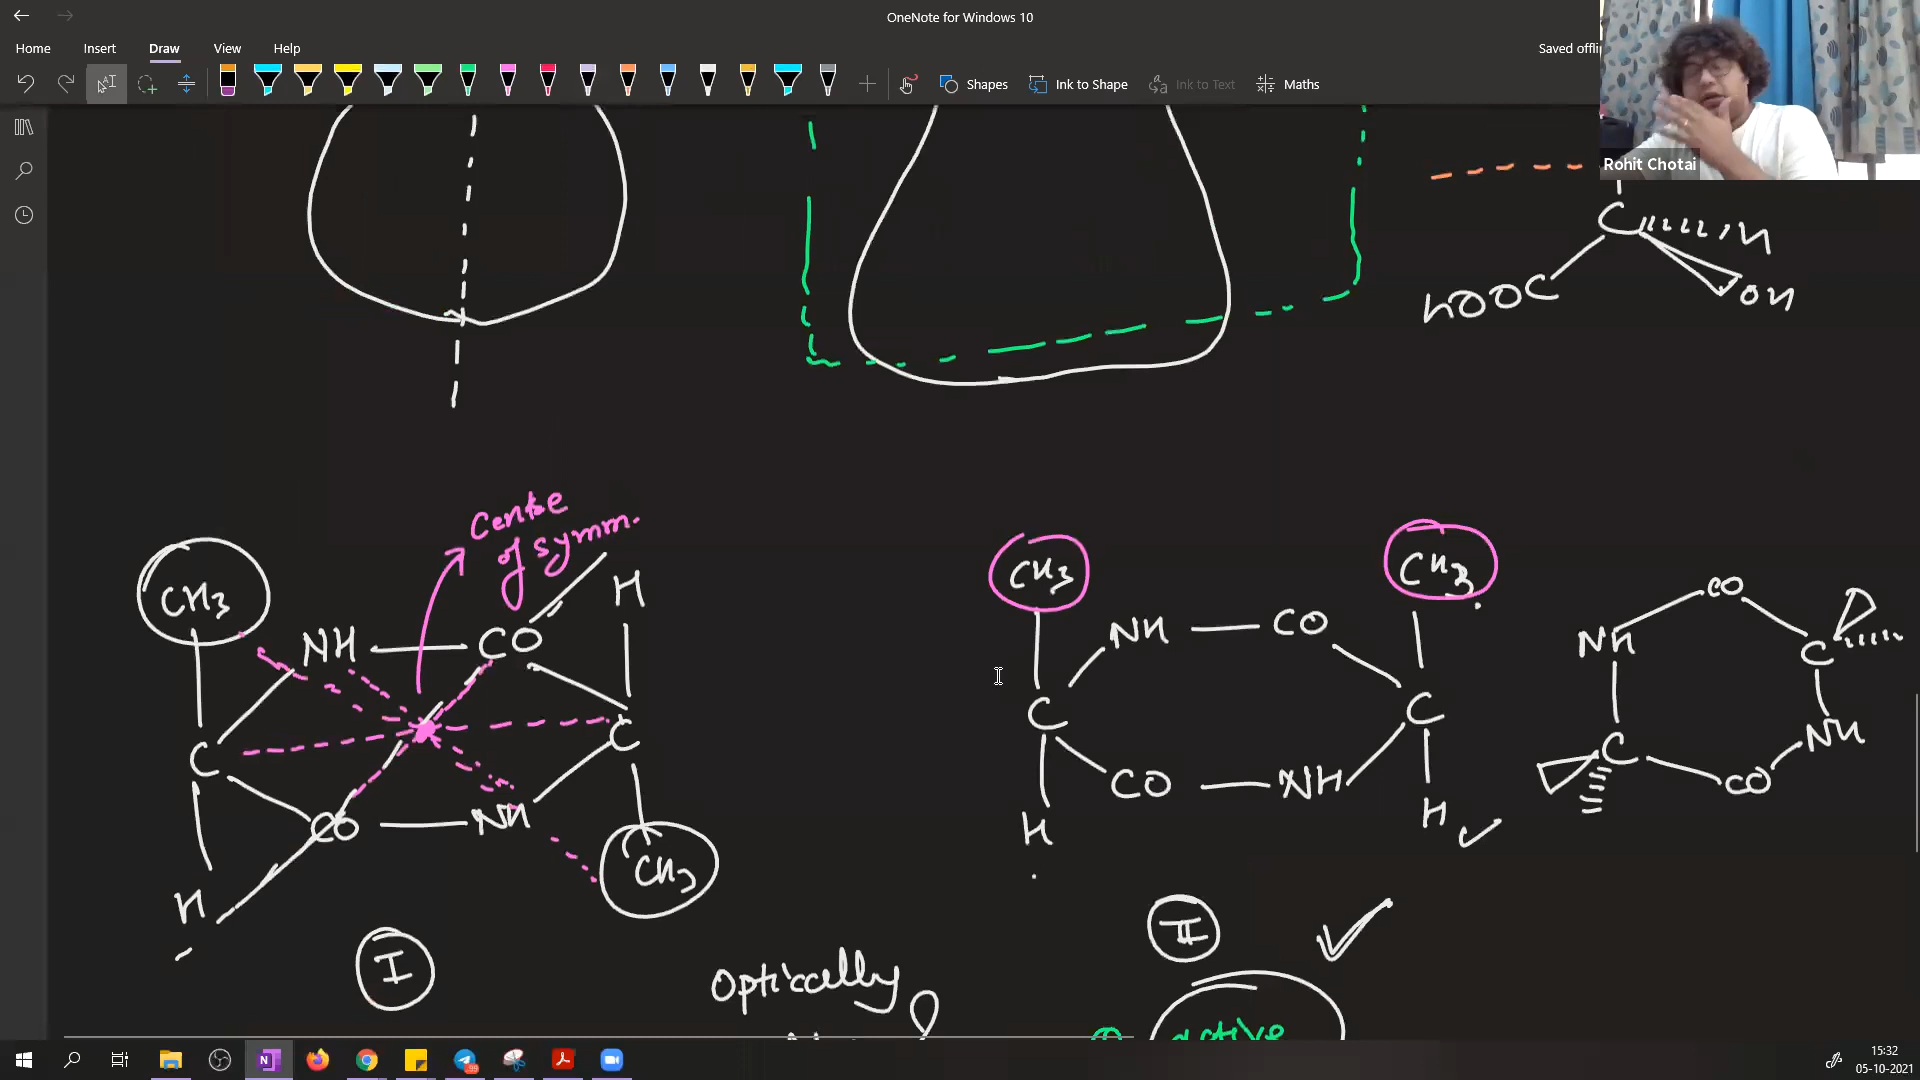 OneNote for Windows 10
Home Insert Draw View Help
Saved offli
Shapes Ink to Shape Ink to Text Maths
Rohit Chotai
C H
HOOC OH
Centre
of symm.
CH3 H
NH CO
C C
CO NH
H CH3
I
CH3 CH3
NH CO
C C
CO NH
H H
CO
NH C
C NH
CO
II
Optically
active
15:32
05-10-2021